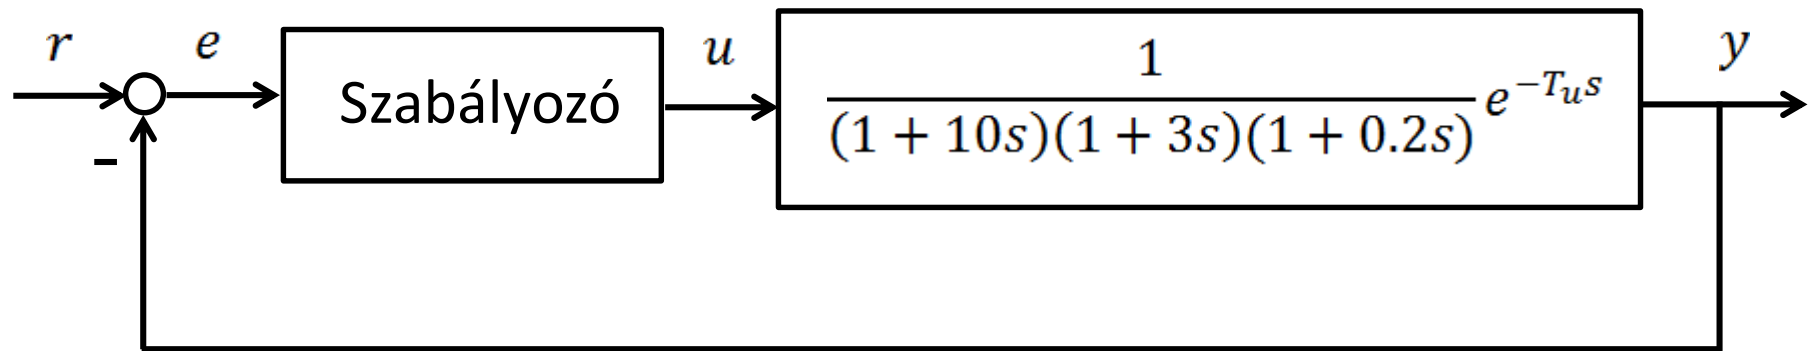 r
e
Szabályozó
u
1
(1 + 10s)(1 + 3s)(1 + 0.2s)
e^{-T_u s}
y
-